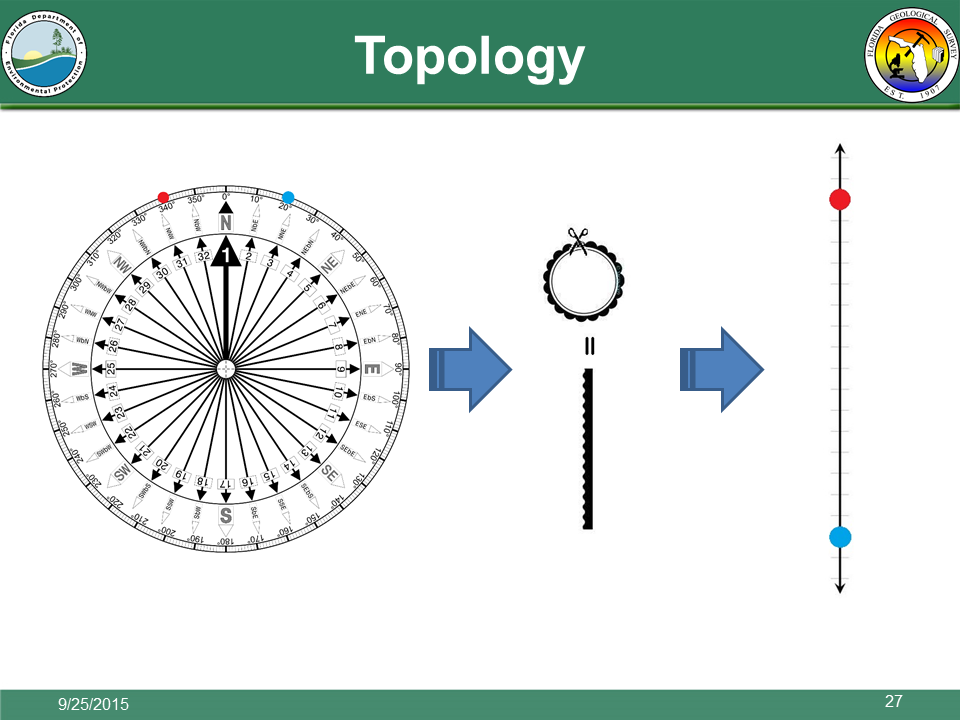 Topology
Florida Department of Environmental Protection
FLORIDA GEOLOGICAL SURVEY
EST. 1907
0° 10° 20° 30° 40° 50° 60° 70° 80° 90° 100° 110° 120° 130° 140° 150° 160° 170° 180° 190° 200° 210° 220° 230° 240° 250° 260° 270° 280° 290° 300° 310° 320° 330° 340° 350°
N NbE NNE NEbN NE NEbE ENE EbN E EbS ESE SEbE SE SEbS SSE SbE S SbW SSW SWbS SW SWbW WSW WbS W WbN WNW NWbW NW NWbN NNW NbW
1 2 3 4 5 6 7 8 9 10 11 12 13 14 15 16 17 18 19 20 21 22 23 24 25 26 27 28 29 30 31 32
9/25/2015
27